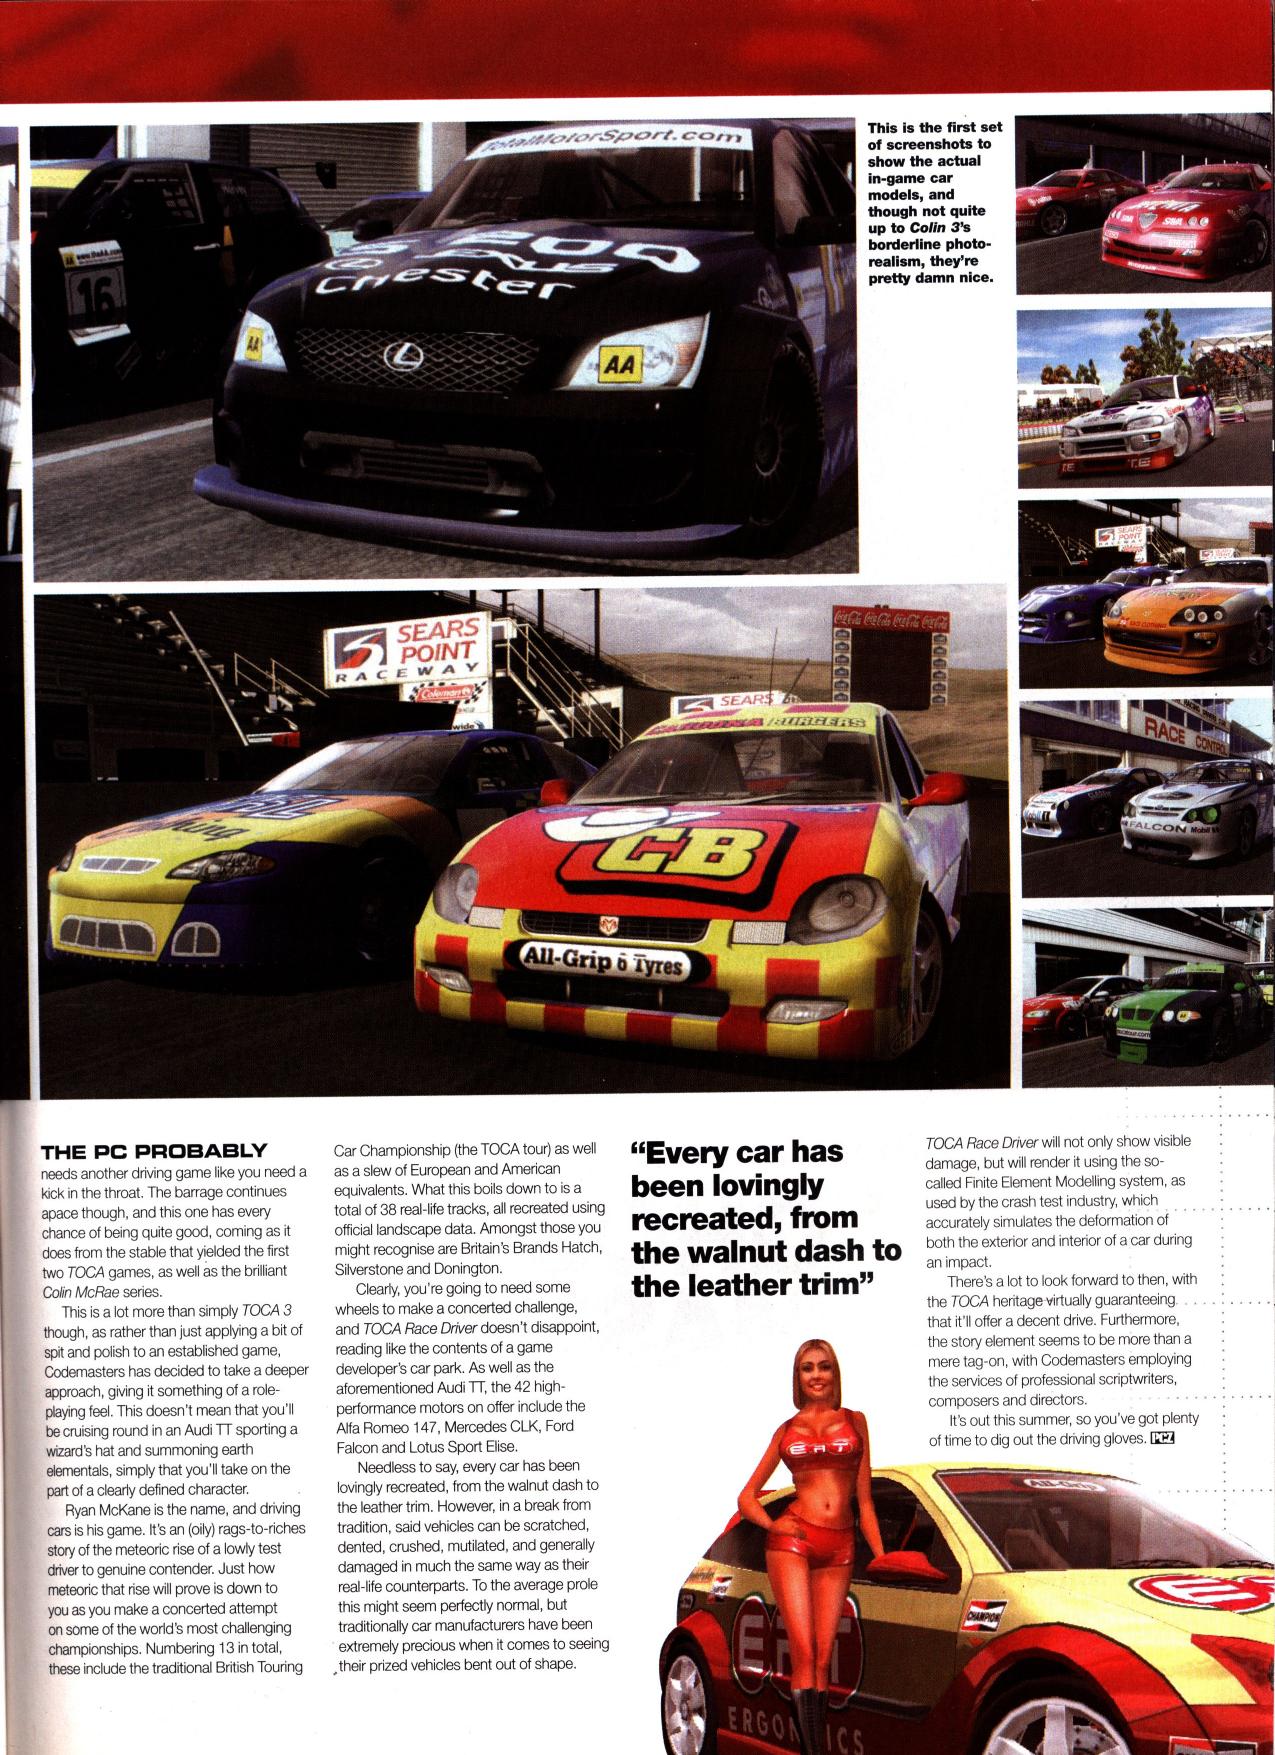 TotalMotorSport.com
www.theAA
16
200
Chester
AA
AA
This is the first set
of screenshots to
show the actual
in-game car
models, and
though not quite
up to Colin 3's
borderline photo-
realism, they're
pretty damn nice.
SEARS
POINT
RACEWAY
Coleman
wide
SEARS
Coca-Cola Coca-Cola Coca-Cola Coca-Cola
BURGERS
CB
All-Grip 6 Tyres
T.E
T.E
SEARS
POINT
RACEWAY
RACE CONTROL
FALCON
Mobil
THE PC PROBABLY
needs another driving game like you need a
kick in the throat. The barrage continues
apace though, and this one has every
chance of being quite good, coming as it
does from the stable that yielded the first
two TOCA games, as well as the brilliant
Colin McRae series.
This is a lot more than simply TOCA 3
though, as rather than just applying a bit of
spit and polish to an established game,
Codemasters has decided to take a deeper
approach, giving it something of a role-
playing feel. This doesn't mean that you'll
be cruising round in an Audi TT sporting a
wizard's hat and summoning earth
elementals, simply that you'll take on the
part of a clearly defined character.
Ryan McKane is the name, and driving
cars is his game. It's an (oily) rags-to-riches
story of the meteoric rise of a lowly test
driver to genuine contender. Just how
meteoric that rise will prove is down to
you as you make a concerted attempt
on some of the world's most challenging
championships. Numbering 13 in total,
these include the traditional British Touring
Car Championship (the TOCA tour) as well
as a slew of European and American
equivalents. What this boils down to is a
total of 38 real-life tracks, all recreated using
official landscape data. Amongst those you
might recognise are Britain's Brands Hatch,
Silverstone and Donington.
Clearly, you're going to need some
wheels to make a concerted challenge,
and TOCA Race Driver doesn't disappoint,
reading like the contents of a game
developer's car park. As well as the
aforementioned Audi TT, the 42 high-
performance motors on offer include the
Alfa Romeo 147, Mercedes CLK, Ford
Falcon and Lotus Sport Elise.
Needless to say, every car has been
lovingly recreated, from the walnut dash to
the leather trim. However, in a break from
tradition, said vehicles can be scratched,
dented, crushed, mutilated, and generally
damaged in much the same way as their
real-life counterparts. To the average prole
this might seem perfectly normal, but
traditionally car manufacturers have been
extremely precious when it comes to seeing
their prized vehicles bent out of shape.
“Every car has
been lovingly
recreated, from
the walnut dash to
the leather trim”
TOCA Race Driver will not only show visible
damage, but will render it using the so-
called Finite Element Modelling system, as
used by the crash test industry, which
accurately simulates the deformation of
both the exterior and interior of a car during
an impact.
There's a lot to look forward to then, with
the TOCA heritage virtually guaranteeing
that it'll offer a decent drive. Furthermore,
the story element seems to be more than a
mere tag-on, with Codemasters employing
the services of professional scriptwriters,
composers and directors.
It's out this summer, so you've got plenty
of time to dig out the driving gloves. PCZ
ERT
All-Grip
CHAMPION
ERT